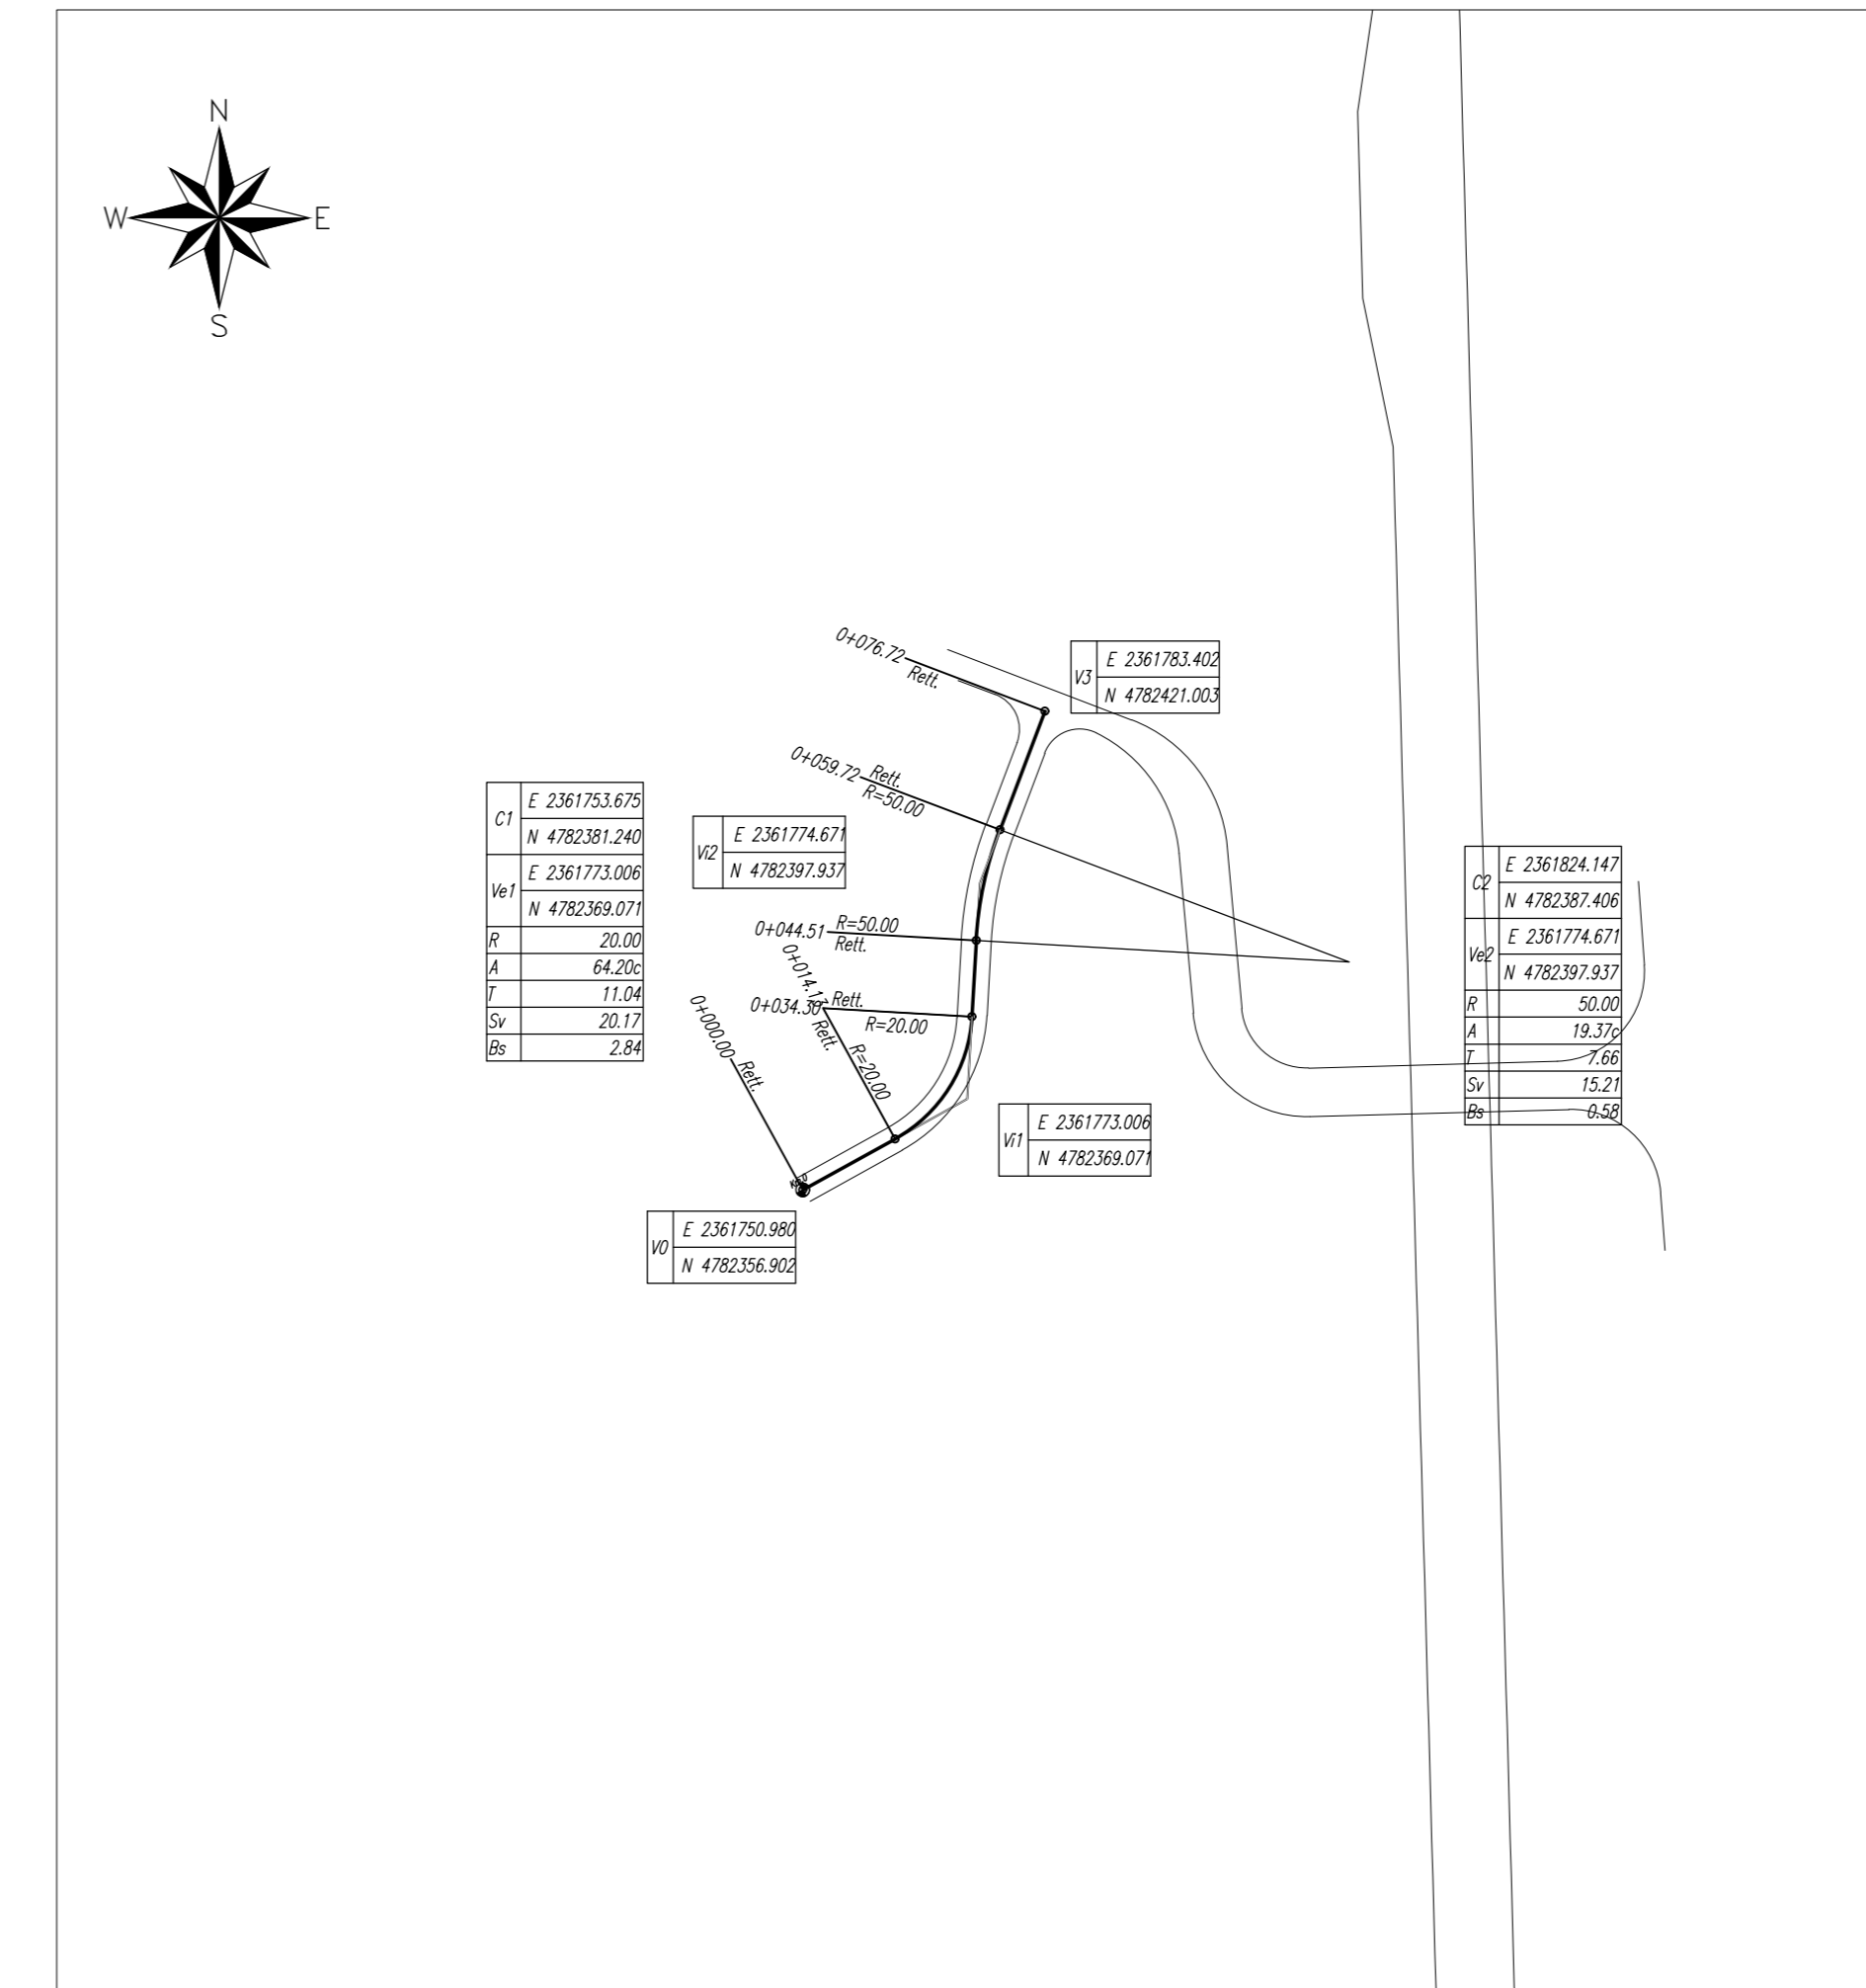 N
W E
S
0+076.72
Rett.
V3
E 2361783.402
N 4782421.003
0+059.72
Rett.
R=50.00
C1
E 2361753.675
N 4782381.240
Ve1
E 2361773.006
N 4782369.071
R 20.00
A 64.20c
T 11.04
Sv 20.17
Bs 2.84
Vi2
E 2361774.671
N 4782397.937
C2
E 2361824.147
N 4782387.406
Ve2
E 2361774.671
N 4782397.937
R 50.00
A 19.37c
T 7.66
Sv 15.21
Bs 0.58
0+044.51
R=50.00
Rett.
0+014.13
Rett.
R=20.00
0+034.30
Rett.
R=20.00
0+000.00
Rett.
Vi1
E 2361773.006
N 4782369.071
V0
E 2361750.980
N 4782356.902